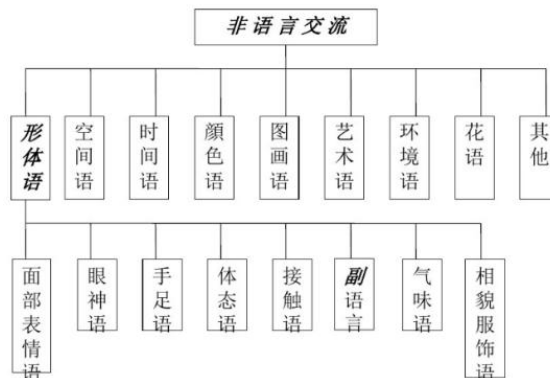 非语言交流
形体语
空间语
时间语
顔色语
图画语
艺术语
环境语
花语
其他
面部表情语
眼神语
手足语
体态语
接触语
副语言
气味语
相貌服饰语